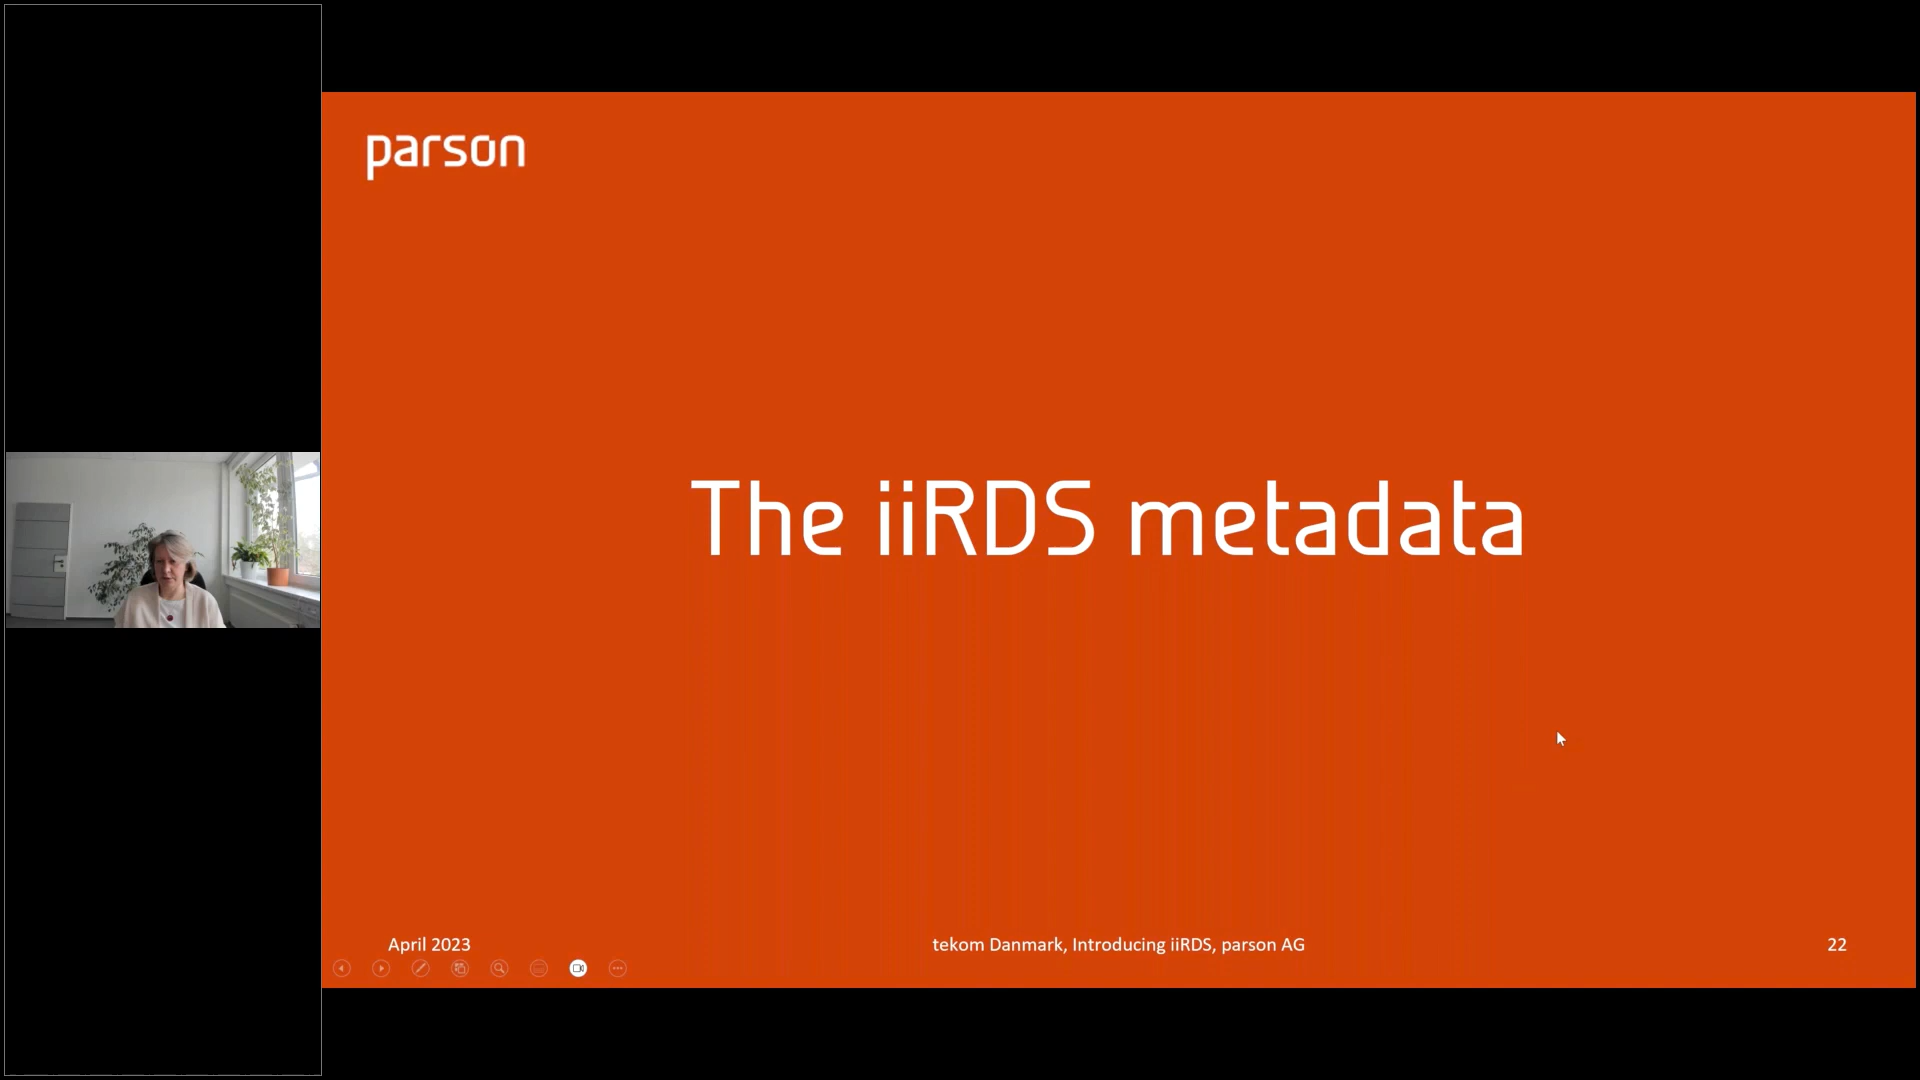 parson
The iiRDS metadata
April 2023
tekom Danmark, Introducing iiRDS, parson AG
22